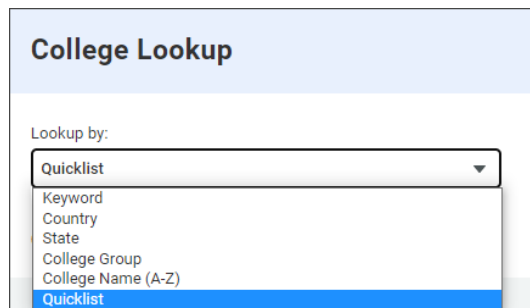 College Lookup
Lookup by:
Quicklist
Keyword
Country
State
College Group
College Name (A-Z)
Quicklist